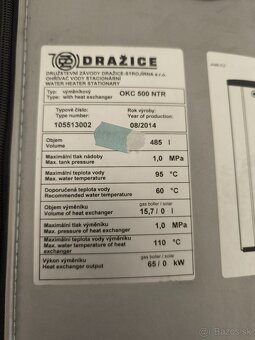 DRAŽICE
DRUŽSTEVNÍ ZÁVODY DRAŽICE-STROJÍRNA s.r.o.
OHŘÍVAČ VODY STACIONÁRNÍ
WATER HEATER STATIONARY
Typ: výměníkový OKC 500 NTR
Type: with heat exchanger
Typové číslo: Rok výroby:
Type number: Year of production:
105513002 08/2014
Objem 485 l
Volume
Maximální tlak nádoby 1,0 MPa
Max. tank pressure
Maximální teplota vody 95 °C
Max. water temperature
Doporučená teplota vody 60 °C
Recommended water temperature
gas boiler / solar
Objem výměníku 15,7/ 0 l
Volume of heat exchanger
Maximální tlak výměníku 1,0 MPa
Max. pressure of heat exchanger
Maximální teplota vody výměníku 110 °C
Max. water temperature of heat
exchanger
gas boiler / solar
Výkon výměníku 65/ 0 kW
Heat exchanger output
bazos.sk